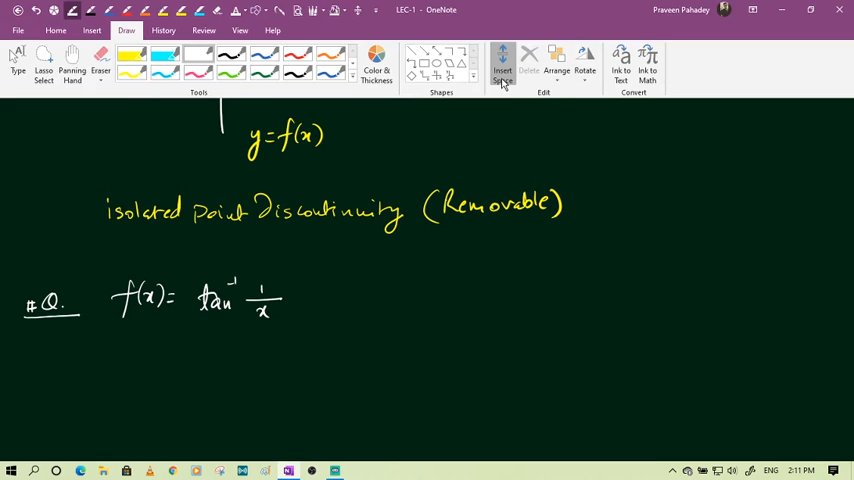 LEC-1 - OneNote
Praveen Pahadey
File Home Insert Draw History Review View Help
Type Lasso Select Panning Hand Eraser Color & Thickness Insert Space Delete Arrange Rotate Ink to Text Ink to Math
Tools Shapes Edit Convert
y=f(x)
isolated point Discontinuity (Removable)
#Q. f(x)= tan⁻¹ 1/x
ENG 2:11 PM